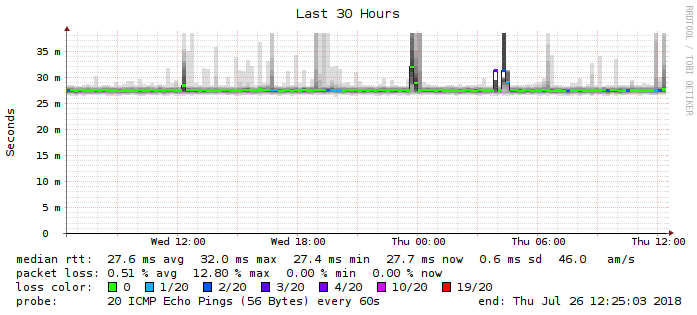 Last 30 Hours
RRDTOOL / TOBI OETIKER
Seconds
35 m
30 m
25 m
20 m
15 m
10 m
5 m
0
Wed 12:00 Wed 18:00 Thu 00:00 Thu 06:00 Thu 12:00
median rtt: 27.6 ms avg 32.0 ms max 27.4 ms min 27.7 ms now 0.6 ms sd 46.0 am/s
packet loss: 0.51 % avg 12.80 % max 0.00 % min 0.00 % now
loss color: 0 1/20 2/20 3/20 4/20 10/20 19/20
probe: 20 ICMP Echo Pings (56 Bytes) every 60s end: Thu Jul 26 12:25:03 2018